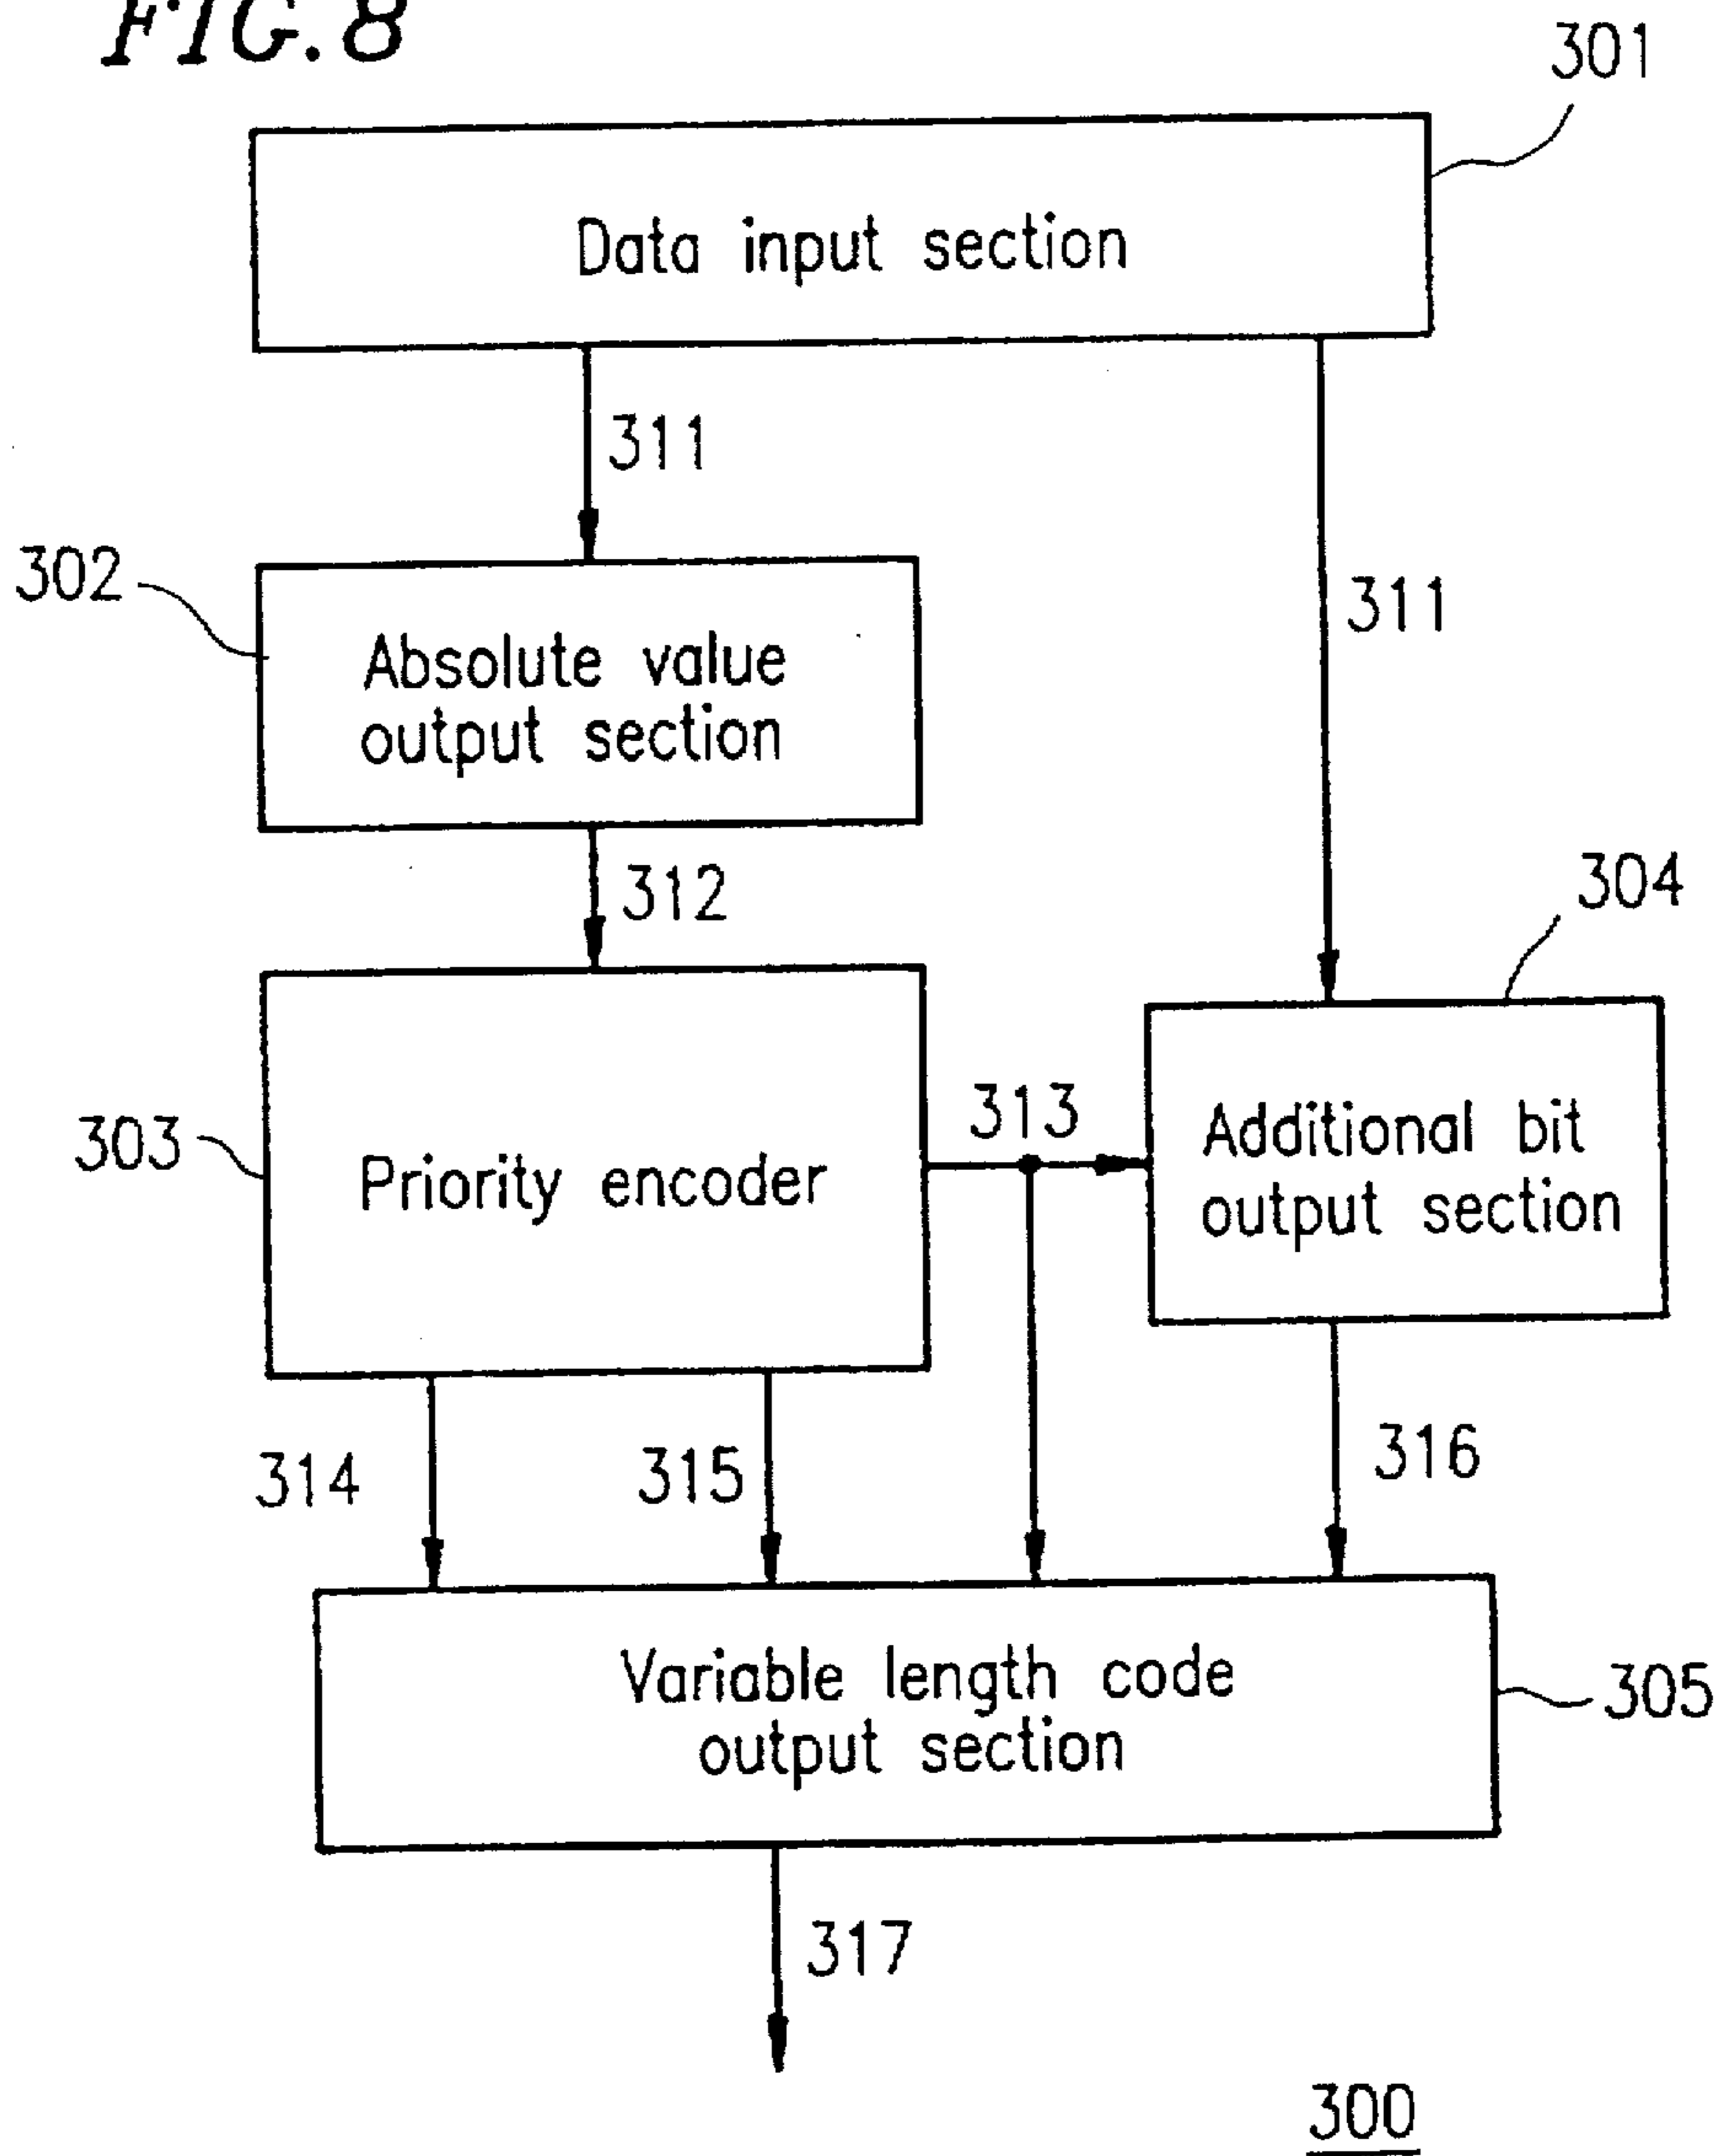 FIG. 8
301
Data input section
311
302
311
Absolute value
output section
312
304
303
Priority encoder
313
Additional bit
output section
314
315
316
Variable length code
output section
305
317
300